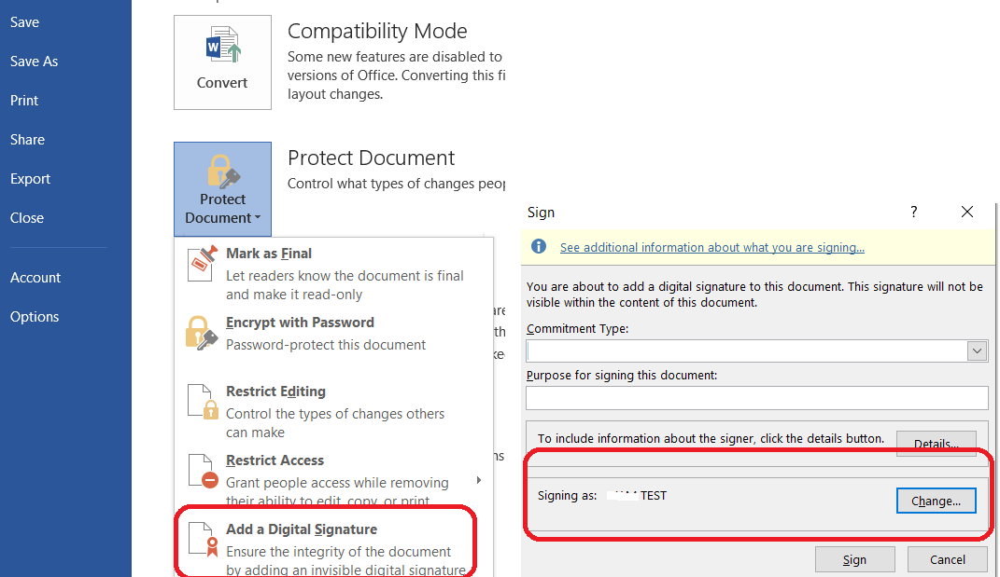 Save
Save As
Print
Share
Export
Close
Account
Options
Convert
Compatibility Mode
Some new features are disabled to
versions of Office. Converting this fi
layout changes.
Protect
Document
Protect Document
Control what types of changes peop
Mark as Final
Let readers know the document is final
and make it read-only
Encrypt with Password
Password-protect this document
Restrict Editing
Control the types of changes others
can make
Restrict Access
Grant people access while removing
their ability to edit, copy, or print.
Add a Digital Signature
Ensure the integrity of the document
by adding an invisible digital signature
Sign
?
See additional information about what you are signing...
You are about to add a digital signature to this document. This signature will not be
visible within the content of this document.
Commitment Type:
Purpose for signing this document:
To include information about the signer, click the details button.
Details...
Signing as: TEST
Change...
Sign
Cancel